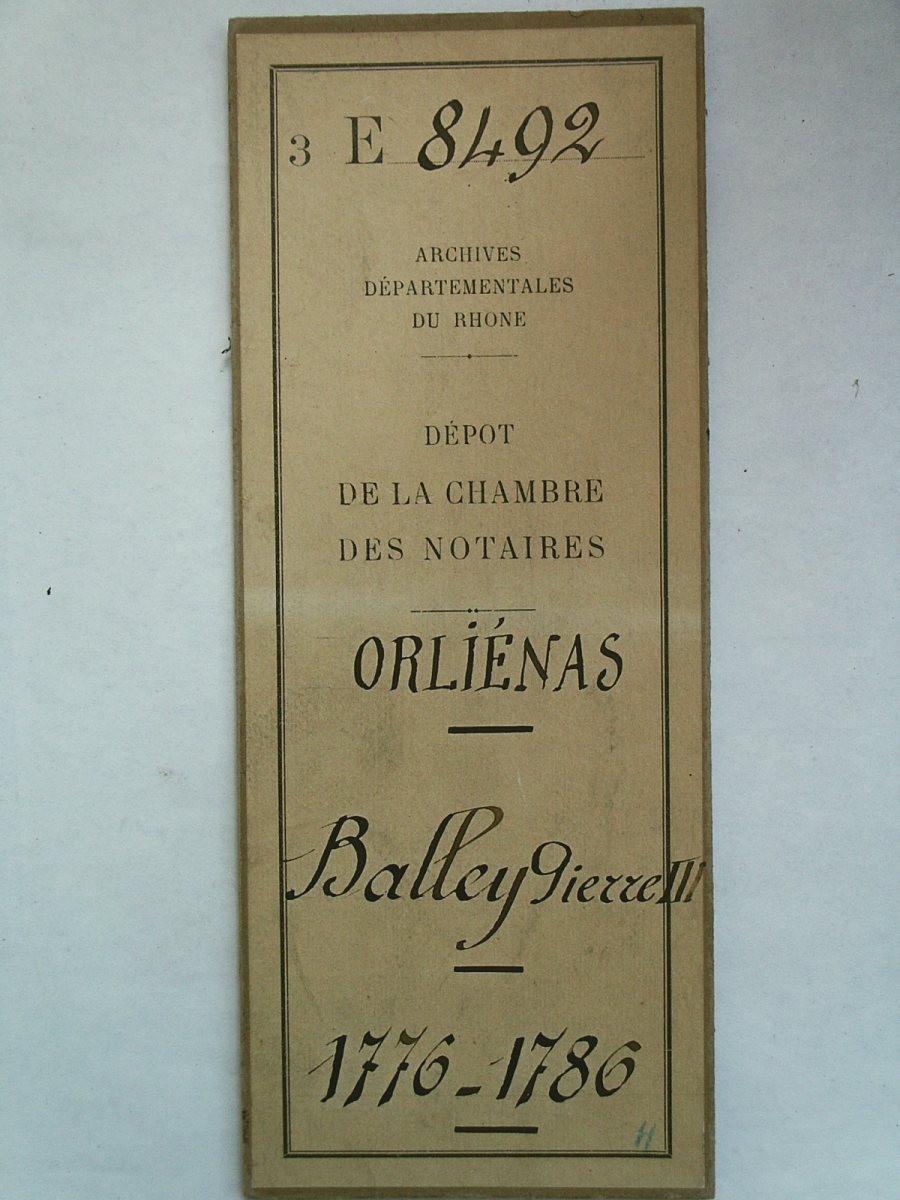 3 E 8492
ARCHIVES
DÉPARTEMENTALES
DU RHONE
DÉPOT
DE LA CHAMBRE
DES NOTAIRES
ORLIÉNAS
Balley Pierre III
1776-1786